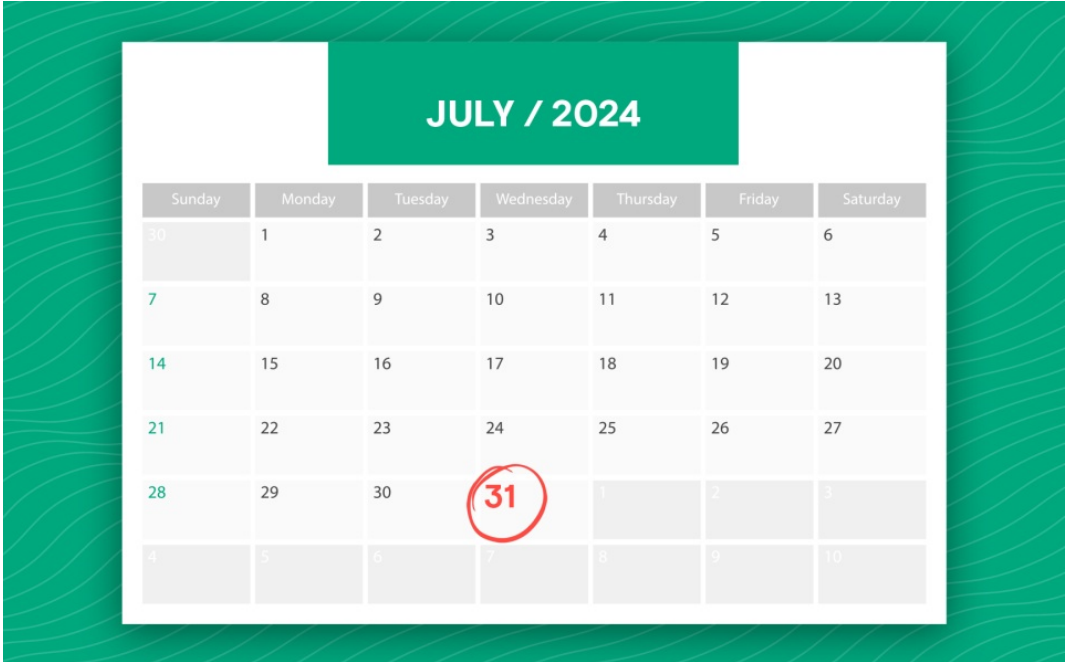 JULY / 2024
Sunday Monday Tuesday Wednesday Thursday Friday Saturday
30 1 2 3 4 5 6
7 8 9 10 11 12 13
14 15 16 17 18 19 20
21 22 23 24 25 26 27
28 29 30 31 1 2 3
4 5 6 7 8 9 10